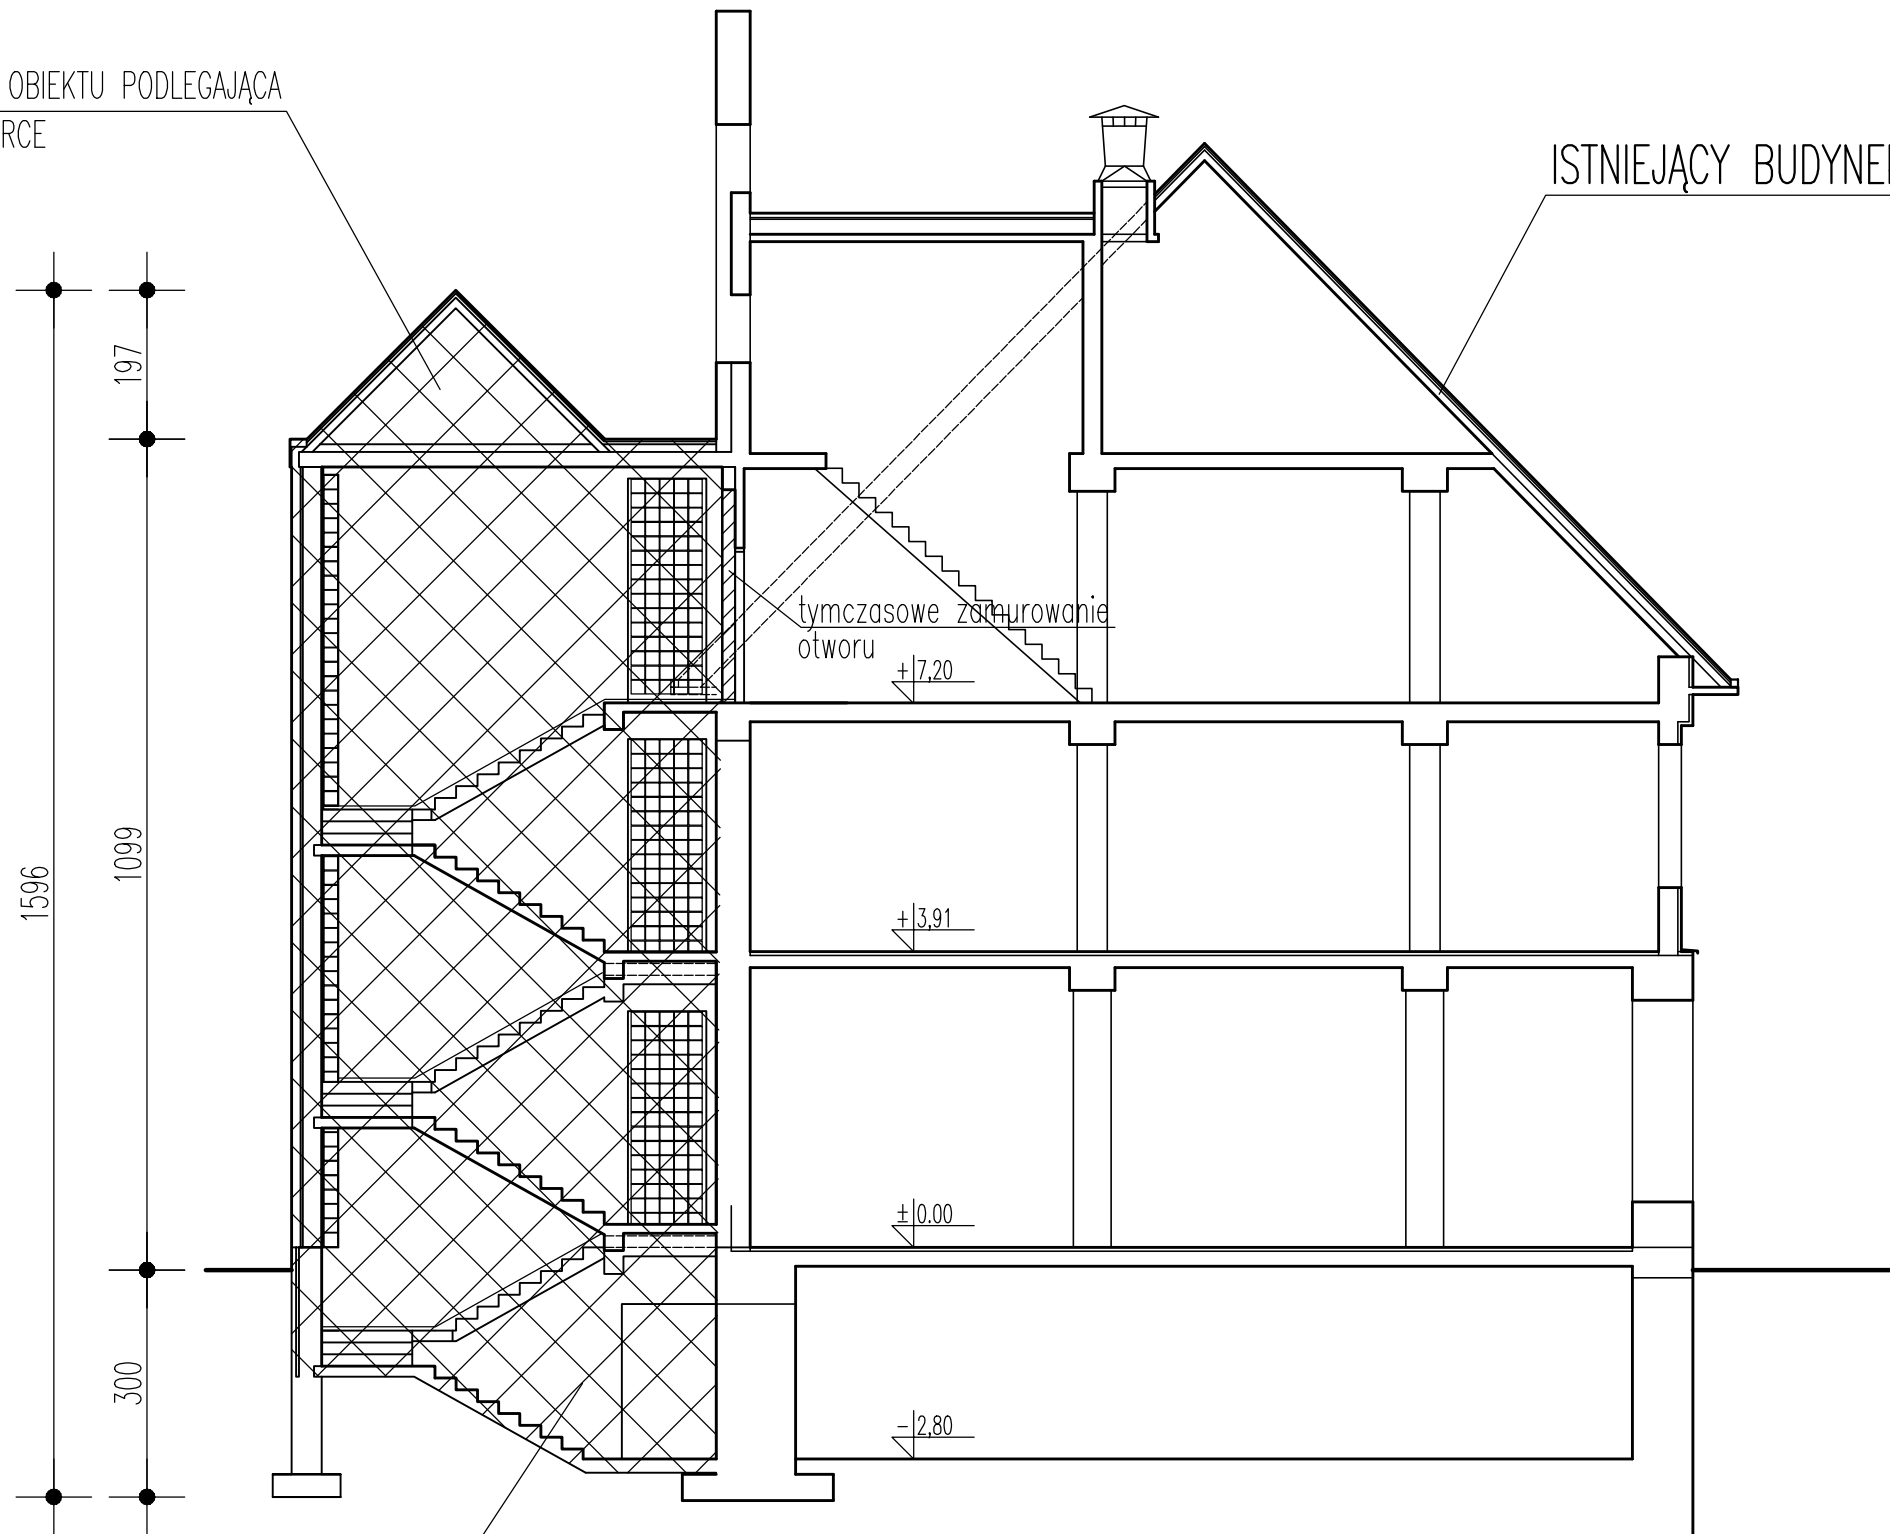 OBIEKTU PODLEGAJĄCA
RCE
ISTNIEJĄCY BUDYNE
197
1099
1596
300
tymczasowe zamurowanie
otworu
+7,20
+3,91
±0.00
-2,80